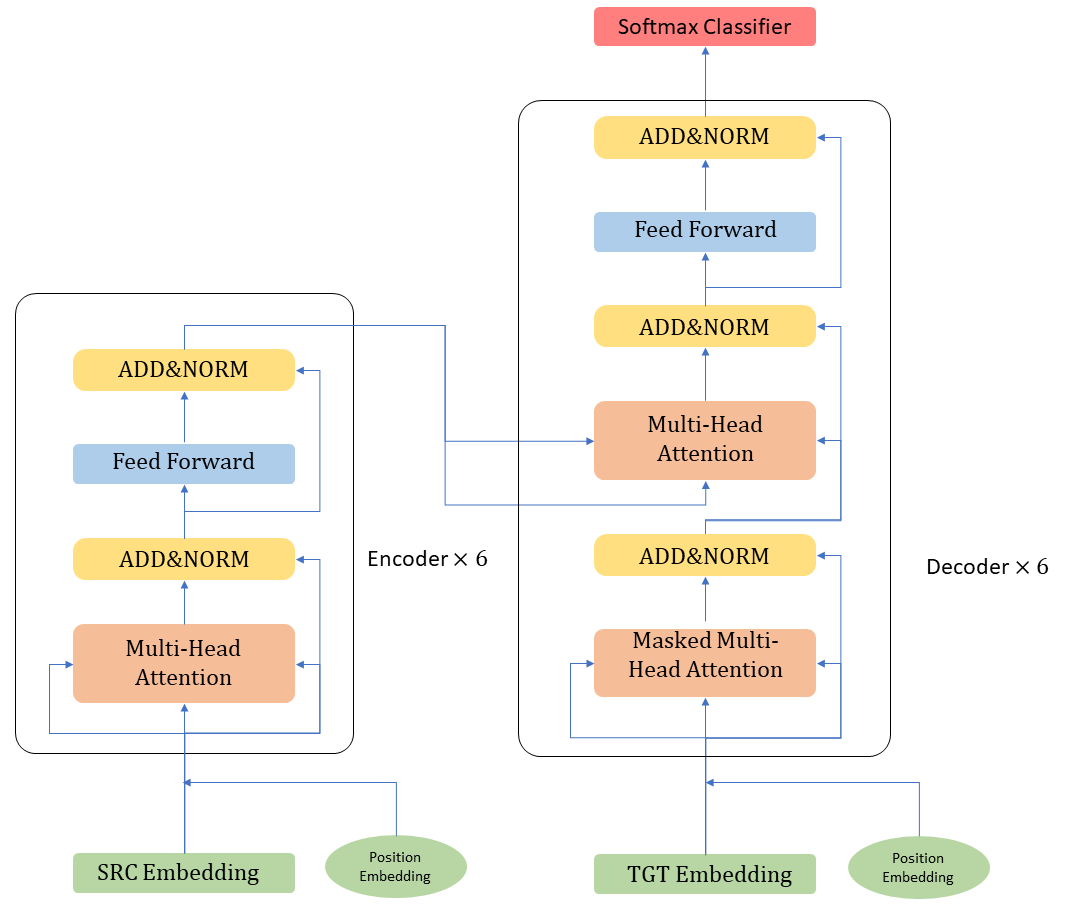 Softmax Classifier
ADD&NORM
Feed Forward
ADD&NORM
Multi-Head
Attention
ADD&NORM
Masked Multi-
Head Attention
Decoder × 6
TGT Embedding
Position
Embedding
ADD&NORM
Feed Forward
ADD&NORM
Multi-Head
Attention
Encoder × 6
SRC Embedding
Position
Embedding